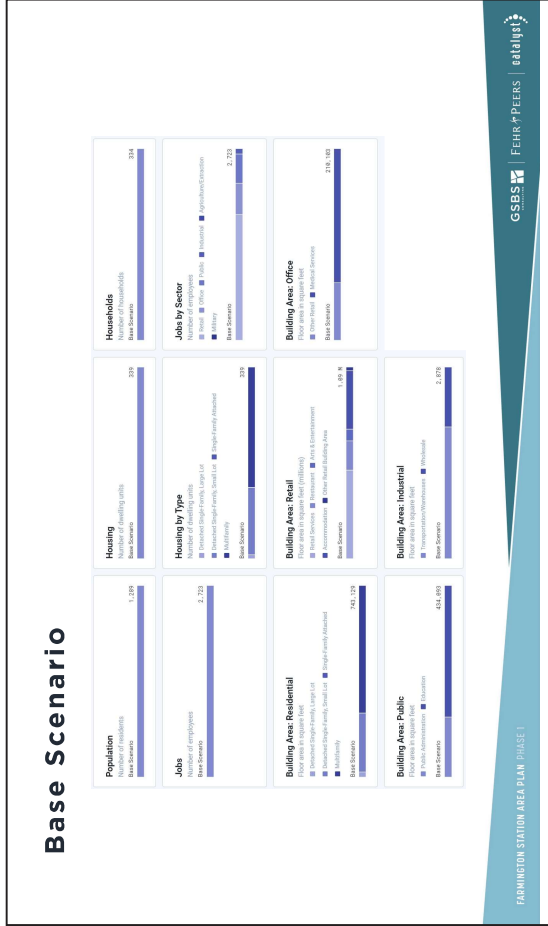 Base Scenario
Population
Number of residents
Base Scenario
1,289
Housing
Number of dwelling units
Base Scenario
339
Households
Number of households
Base Scenario
334
Jobs
Number of employees
Base Scenario
2,723
Housing by Type
Number of dwelling units
Detached Single-Family, Large Lot
Detached Single-Family, Small Lot Single-Family Attached
Multifamily
Base Scenario
339
Jobs by Sector
Number of employees
Retail Office Public Industrial Agriculture/Extraction
Military
Base Scenario
2,723
Building Area: Residential
Floor area in square feet
Detached Single-Family, Large Lot
Detached Single-Family, Small Lot Single-Family Attached
Multifamily
Base Scenario
743,129
Building Area: Retail
Floor area in square feet (millions)
Retail Services Restaurant Arts & Entertainment
Accommodation Other Retail Building Area
Base Scenario
1.09 M
Building Area: Office
Floor area in square feet
Other Retail Medical Services
Base Scenario
210,103
Building Area: Public
Floor area in square feet
Public Administration Education
Base Scenario
434,093
Building Area: Industrial
Floor area in square feet
Transportation/Warehouses Wholesale
Base Scenario
2,878
FARMINGTON STATION AREA PLAN PHASE 1
GSBS FEHR & PEERS catalyst